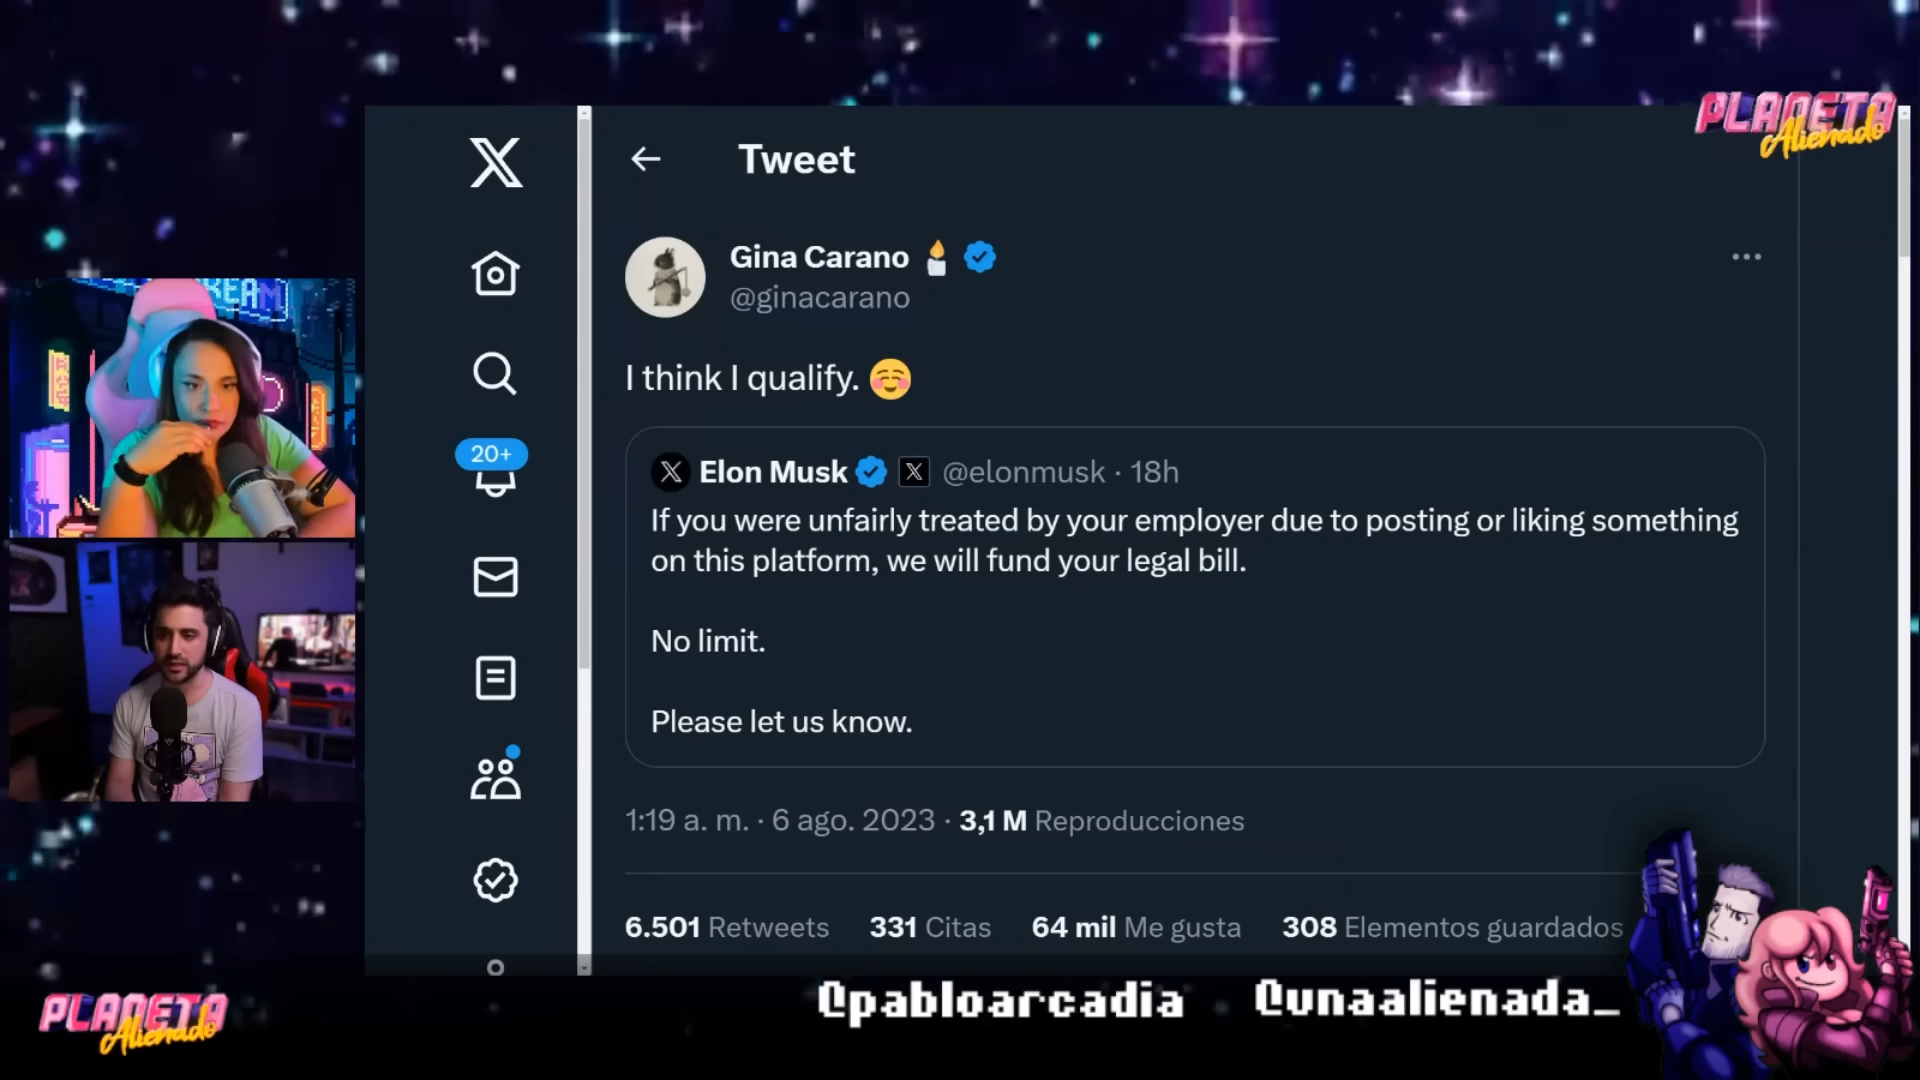 PLANETA
Alienado
Tweet
Gina Carano
@ginacarano
I think I qualify.
20+
Elon Musk @elonmusk · 18h
If you were unfairly treated by your employer due to posting or liking something
on this platform, we will fund your legal bill.
No limit.
Please let us know.
1:19 a. m. · 6 ago. 2023 · 3,1 M Reproducciones
6.501 Retweets 331 Citas 64 mil Me gusta 308 Elementos guardados
PLANETA
Alienado
@pabloarcadia @unaalienada_